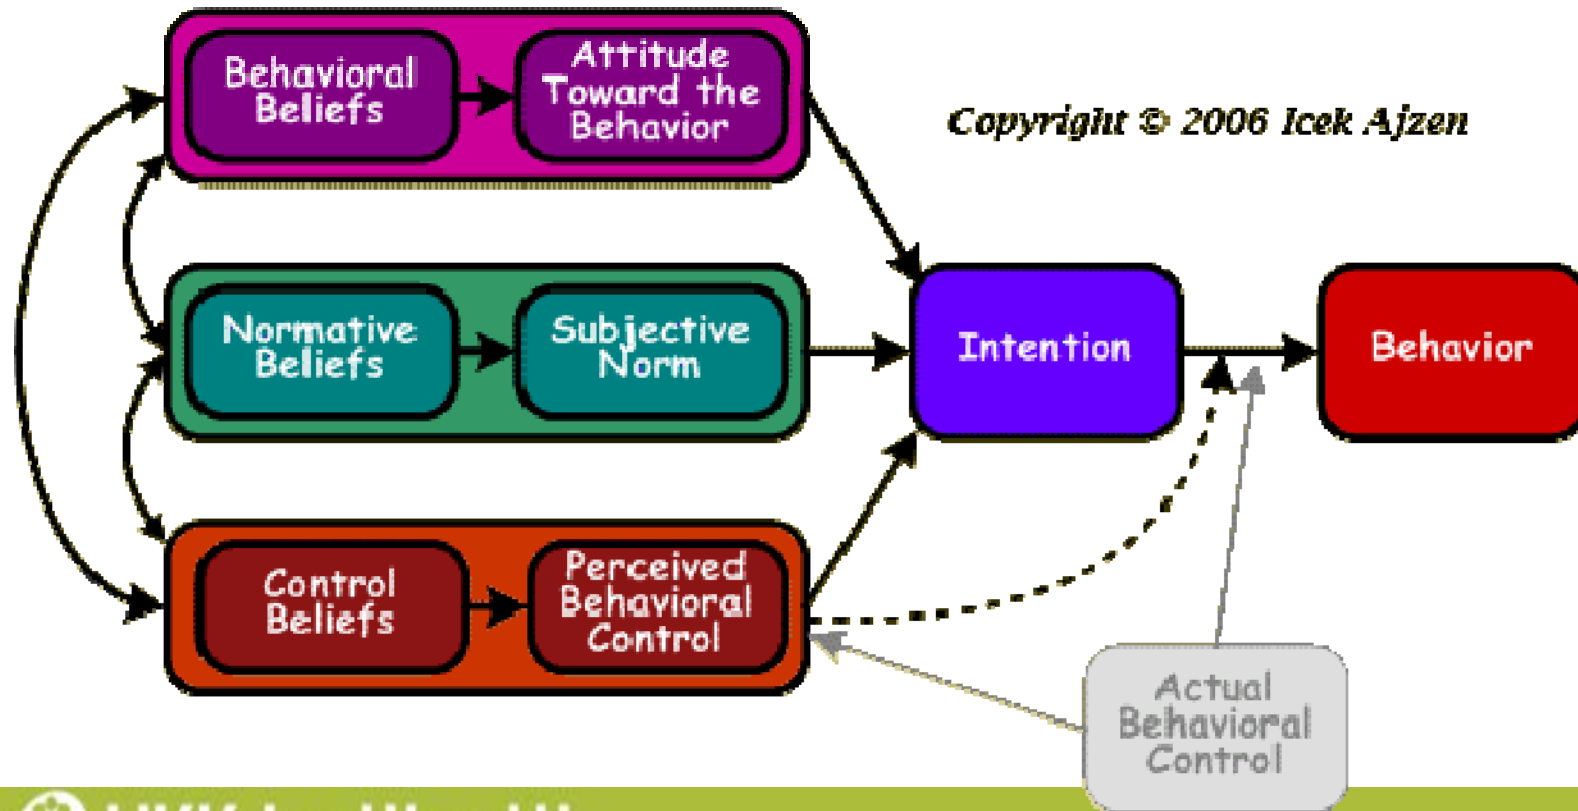 Behavioral
Beliefs
Attitude
Toward the
Behavior
Copyright © 2006 Icek Ajzen
Normative
Beliefs
Subjective
Norm
Intention
Behavior
Control
Beliefs
Perceived
Behavioral
Control
Actual
Behavioral
Control